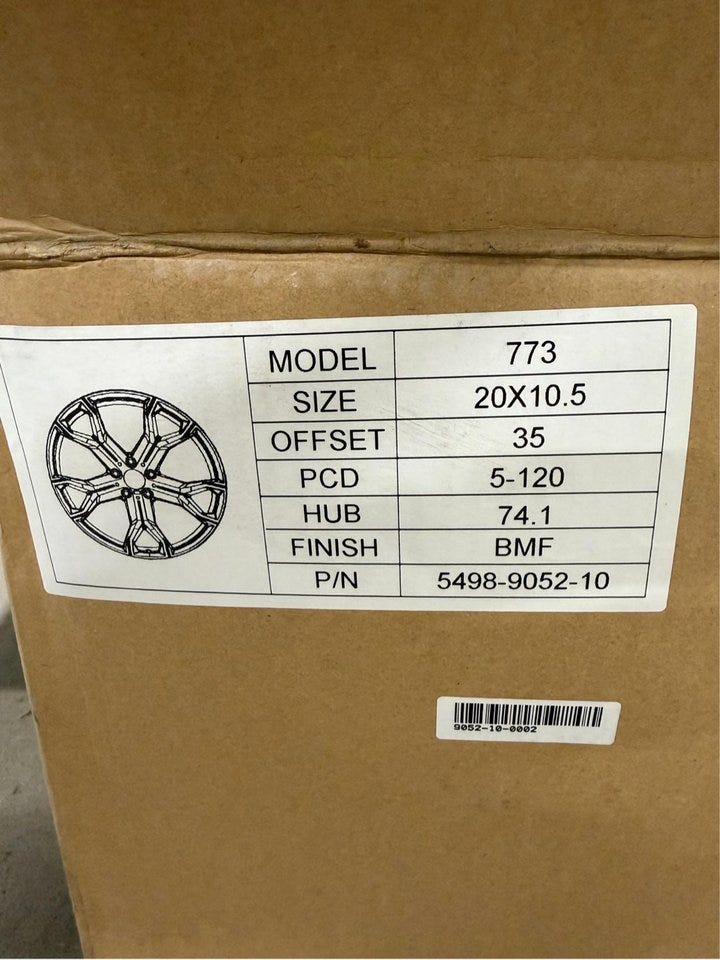 MODEL 773
SIZE 20X10.5
OFFSET 35
PCD 5-120
HUB 74.1
FINISH BMF
P/N 5498-9052-10
9052-10-0002